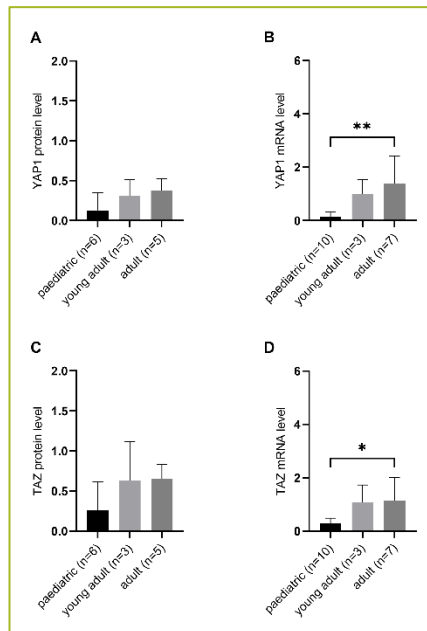 A
YAP1 protein level
2.0
1.5
1.0
0.5
0.0
paediatric (n=6)
young adult (n=3)
adult (n=5)
B
YAP1 mRNA level
6
4
2
0
**
paediatric (n=10)
young adult (n=3)
adult (n=7)
C
TAZ protein level
2.0
1.5
1.0
0.5
0.0
paediatric (n=6)
young adult (n=3)
adult (n=5)
D
TAZ mRNA level
6
4
2
0
*
paediatric (n=10)
young adult (n=3)
adult (n=7)